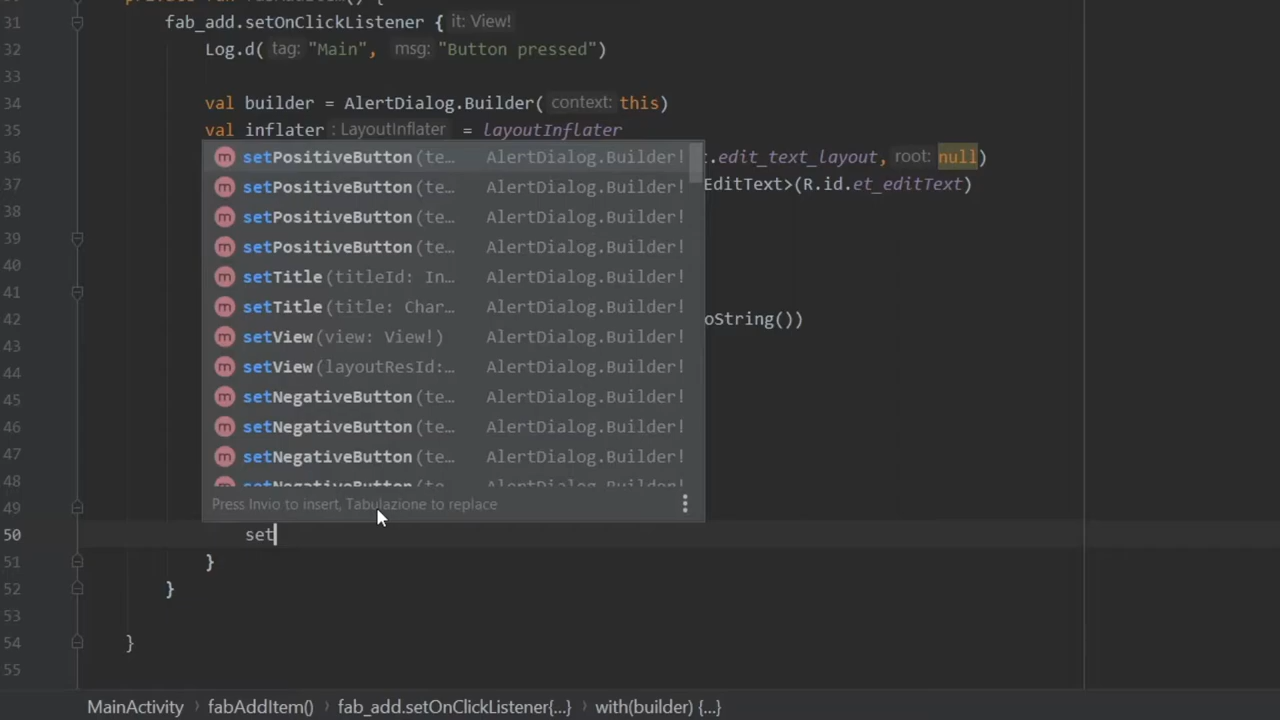 31 fab_add.setOnClickListener { it: View!
32 Log.d( tag: "Main", msg: "Button pressed")
33
34 val builder = AlertDialog.Builder( context: this)
35 val inflater : LayoutInflater = layoutInflater
36 .edit_text_layout, root: null)
37 EditText>(R.id.et_editText)
38
39
40
41
42 oString())
43
44
45
46
47
48
49
50 set
51 }
52 }
53
54 }
55
setPositiveButton(te... AlertDialog.Builder!
setPositiveButton(te... AlertDialog.Builder!
setPositiveButton(te... AlertDialog.Builder!
setPositiveButton(te... AlertDialog.Builder!
setTitle(titleId: In... AlertDialog.Builder!
setTitle(title: Char... AlertDialog.Builder!
setView(view: View!) AlertDialog.Builder!
setView(layoutResId:... AlertDialog.Builder!
setNegativeButton(te... AlertDialog.Builder!
setNegativeButton(te... AlertDialog.Builder!
setNegativeButton(te... AlertDialog.Builder!
Press Invio to insert, Tabulazione to replace
MainActivity fabAddItem() fab_add.setOnClickListener{...} with(builder) {...}